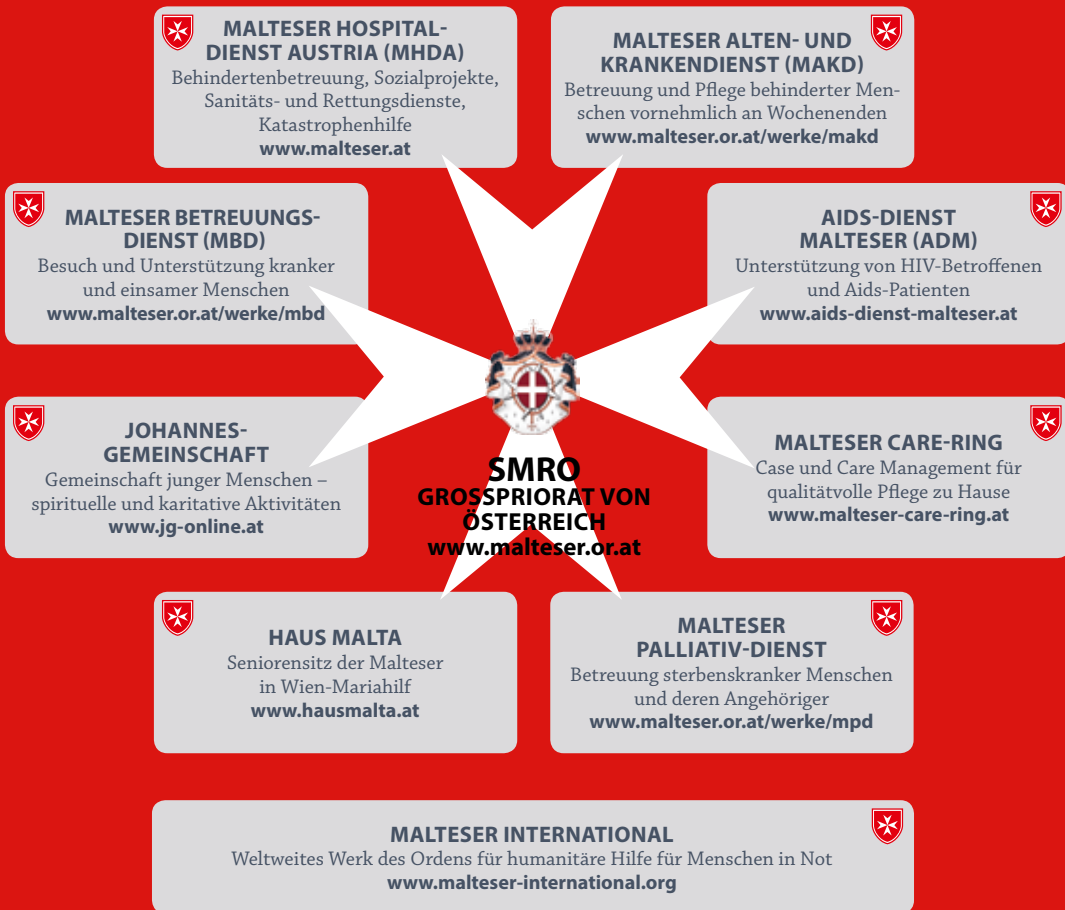 MALTESER HOSPITAL-
DIENST AUSTRIA (MHDA)
Behindertenbetreuung, Sozialprojekte,
Sanitäts- und Rettungsdienste,
Katastrophenhilfe
www.malteser.at
MALTESER ALTEN- UND
KRANKENDIENST (MAKD)
Betreuung und Pflege behinderter Men-
schen vornehmlich an Wochenenden
www.malteser.or.at/werke/makd
MALTESER BETREUUNGS-
DIENST (MBD)
Besuch und Unterstützung kranker
und einsamer Menschen
www.malteser.or.at/werke/mbd
AIDS-DIENST
MALTESER (ADM)
Unterstützung von HIV-Betroffenen
und Aids-Patienten
www.aids-dienst-malteser.at
JOHANNES-
GEMEINSCHAFT
Gemeinschaft junger Menschen –
spirituelle und karitative Aktivitäten
www.jg-online.at
SMRO
GROSSPRIORAT VON
ÖSTERREICH
www.malteser.or.at
MALTESER CARE-RING
Case und Care Management für
qualitätvolle Pflege zu Hause
www.malteser-care-ring.at
HAUS MALTA
Seniorensitz der Malteser
in Wien-Mariahilf
www.hausmalta.at
MALTESER
PALLIATIV-DIENST
Betreuung sterbenskranker Menschen
und deren Angehöriger
www.malteser.or.at/werke/mpd
MALTESER INTERNATIONAL
Weltweites Werk des Ordens für humanitäre Hilfe für Menschen in Not
www.malteser-international.org